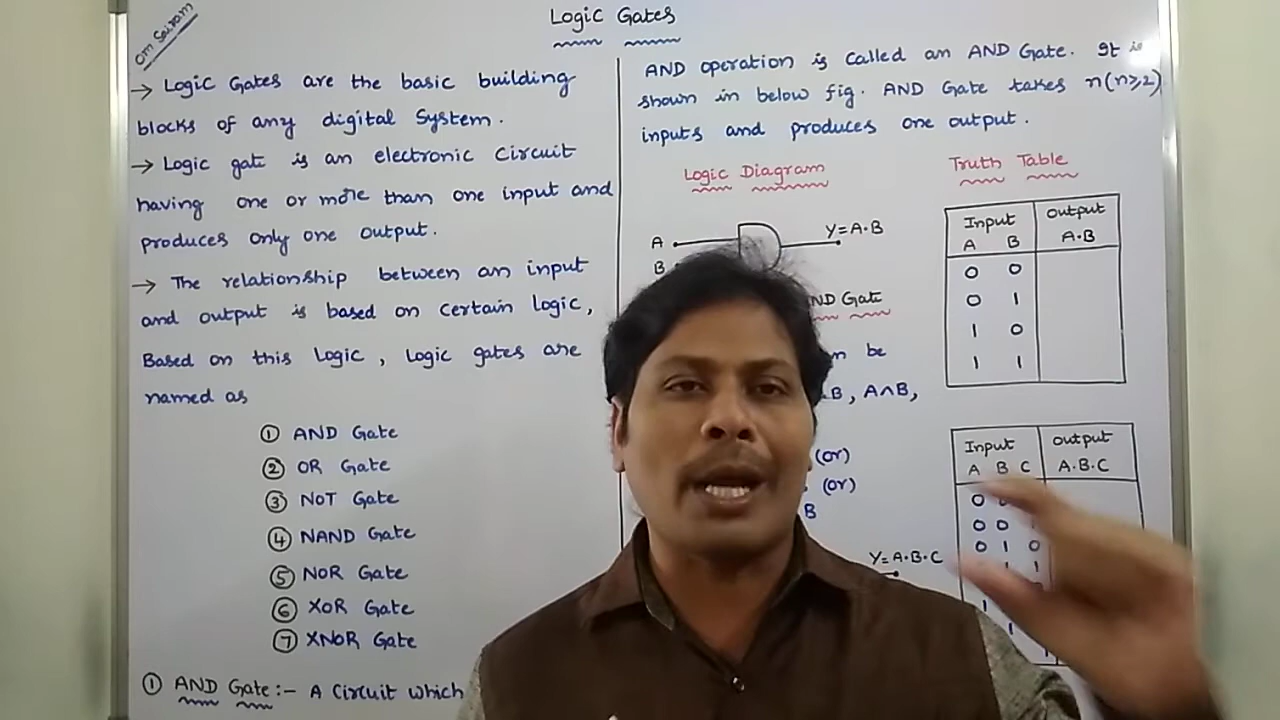 Om Sairam
Logic Gates
→ Logic Gates are the basic building
blocks of any digital System.
→ Logic gate is an electronic Circuit
having one or more than one input and
produces only one output.
→ The relationship between an input
and output is based on certain logic,
Based on this Logic, Logic gates are
named as
① AND Gate
② OR Gate
③ NOT Gate
④ NAND Gate
⑤ NOR Gate
⑥ XOR Gate
⑦ XNOR Gate
① AND Gate:- A Circuit which
AND operation is Called an AND Gate. It is
shown in below fig. AND Gate takes n(n≥2)
inputs and produces one output.
Logic Diagram
A
B
Y=A·B
Gate
be
B, A∧B,
(or)
(or)
B
Y=A·B·C
Truth Table
Input Output
A B A·B
0 0
0 1
1 0
1 1
Input Output
A B C A·B·C
0
0 0
0 1 0
1 1
1
1
1